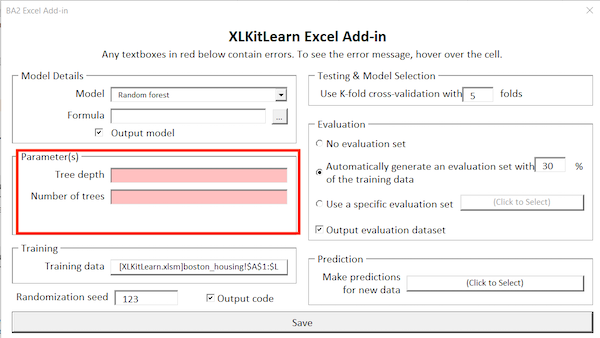 BA2 Excel Add-in
XLKitLearn Excel Add-in
Any textboxes in red below contain errors. To see the error message, hover over the cell.
Model Details
Model Random forest
Formula ...
Output model
Parameter(s)
Tree depth
Number of trees
Training
Training data [XLKitLearn.xlsm]boston_housing!$A$1:$L
Randomization seed 123 Output code
Testing & Model Selection
Use K-fold cross-validation with 5 folds
Evaluation
No evaluation set
Automatically generate an evaluation set with 30 %
of the training data
Use a specific evaluation set (Click to Select)
Output evaluation dataset
Prediction
Make predictions
for new data (Click to Select)
Save